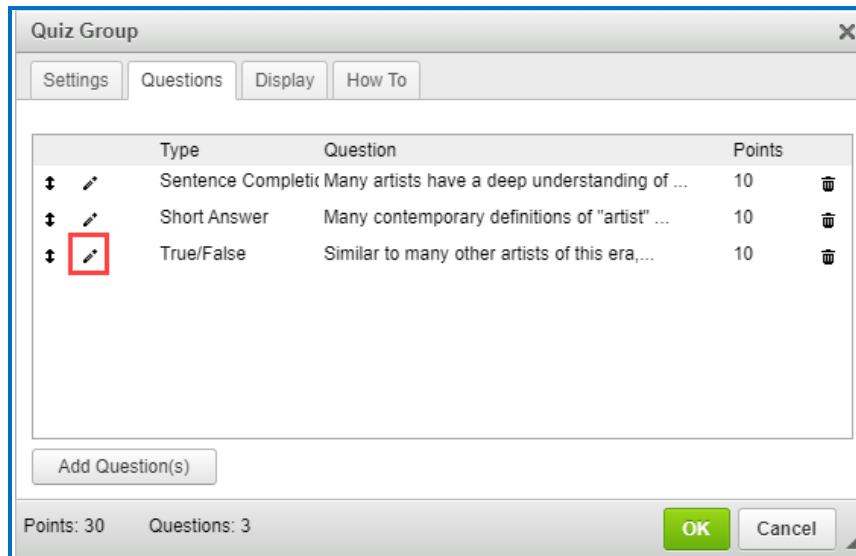 Quiz Group
Settings Questions Display How To
Type Question Points
Sentence Completic Many artists have a deep understanding of ... 10
Short Answer Many contemporary definitions of "artist" ... 10
True/False Similar to many other artists of this era,... 10
Add Question(s)
Points: 30 Questions: 3 OK Cancel